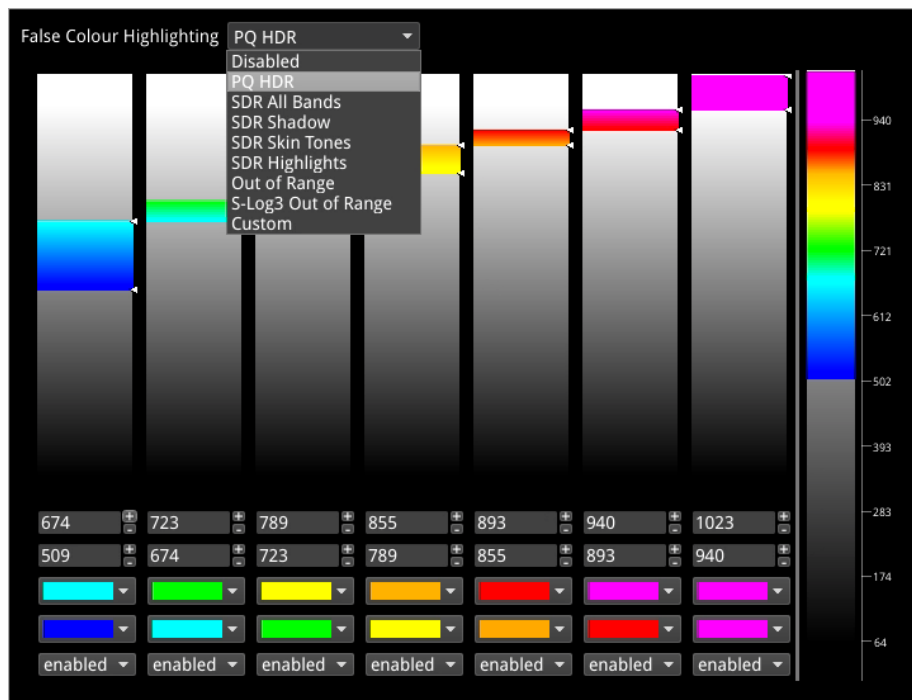 False Colour Highlighting PQ HDR
Disabled
PQ HDR
SDR All Bands
SDR Shadow
SDR Skin Tones
SDR Highlights
Out of Range
S-Log3 Out of Range
Custom
940
831
721
612
502
393
283
174
64
674 + - 723 + - 789 + - 855 + - 893 + - 940 + - 1023 + -
509 + - 674 + - 723 + - 789 + - 855 + - 893 + - 940 + -
enabled enabled enabled enabled enabled enabled enabled